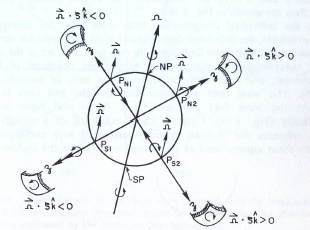 Ω⃗ · ζk̂<0
Ω
Ω⃗ · ζk̂>0
z
Ω⃗
NP
Ω⃗
z
P_N1
P_N2
Ω⃗
Ω⃗
P_S1
P_S2
z
SP
z
Ω⃗ · ζk̂<0
Ω⃗ · ζk̂>0